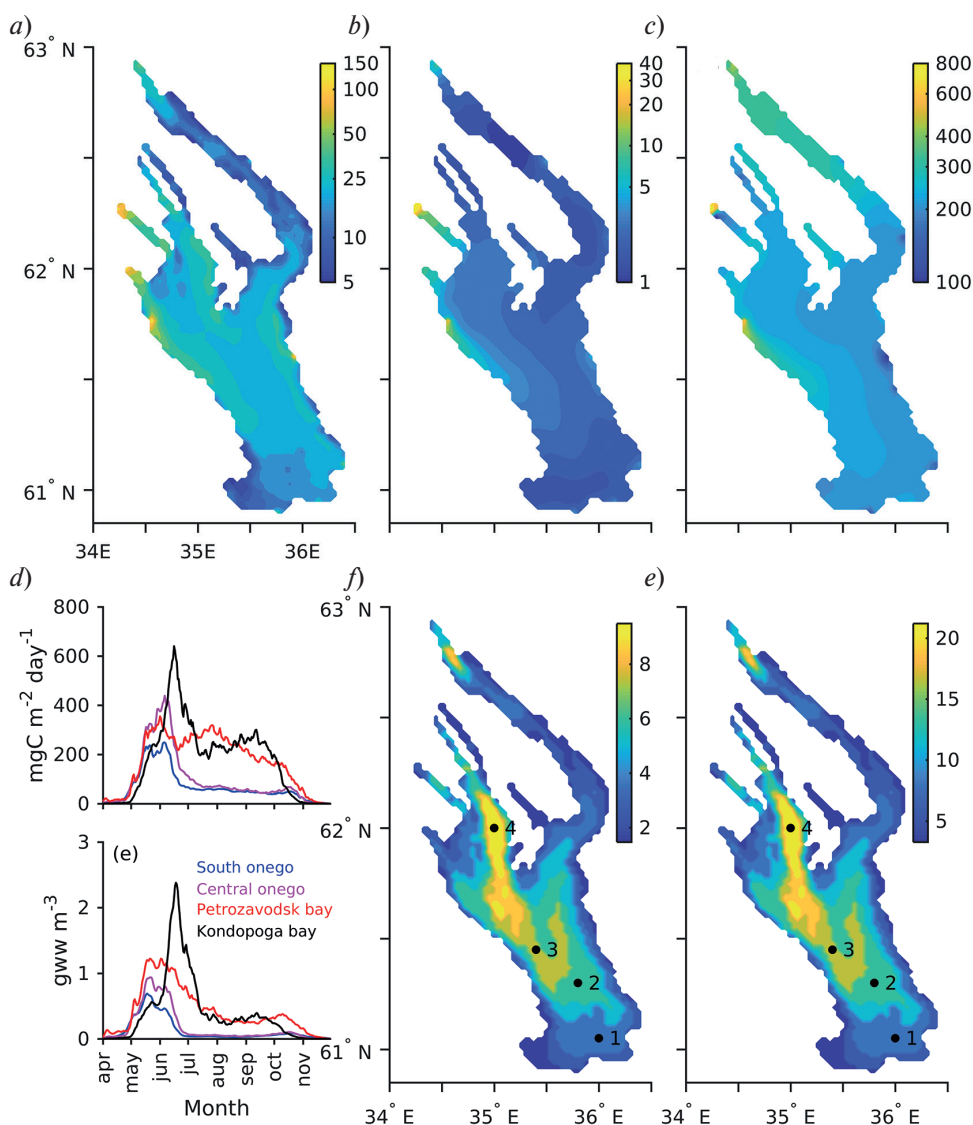 a)
b)
c)
63° N
62° N
61° N
34E
35E
36E
150
100
50
25
10
5
40
30
20
10
5
1
800
600
400
300
200
100
d)
f)
e)
mgC m⁻² day⁻¹
800
600
400
200
0
gww m⁻³
3
2
1
0
(e)
South onego
Central onego
Petrozavodsk bay
Kondopoga bay
apr
may
jun
jul
aug
sep
oct
nov
Month
63° N
62° N
61° N
8
6
4
2
4
3
2
1
34° E
35° E
36° E
20
15
10
5
4
3
2
1
34° E
35° E
36° E